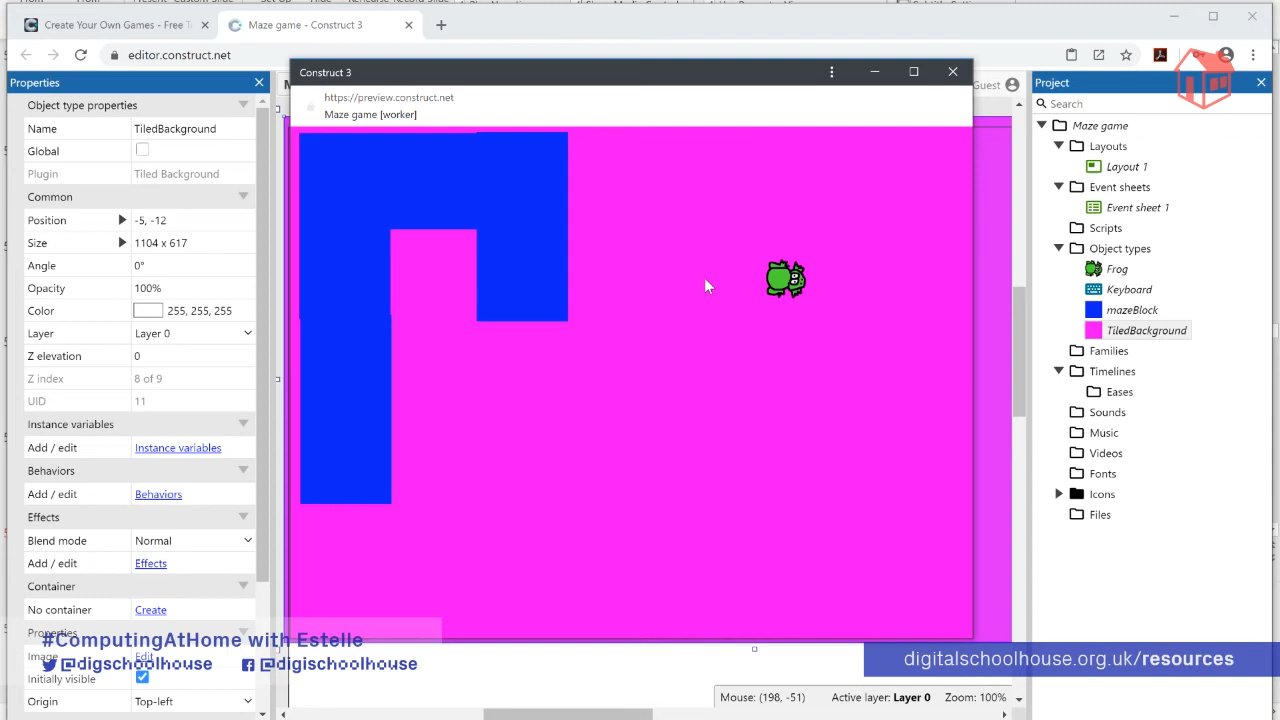 Create Your Own Games - Free T
Maze game - Construct 3
editor.construct.net
Properties
Object type properties
Name TiledBackground
Global
Plugin Tiled Background
Common
Position -5, -12
Size 1104 x 617
Angle 0°
Opacity 100%
Color 255, 255, 255
Layer Layer 0
Z elevation 0
Z index 8 of 9
UID 11
Instance variables
Add / edit Instance variables
Behaviors
Add / edit Behaviors
Effects
Blend mode Normal
Add / edit Effects
Container
No container Create
Properties
Image Edit
Initially visible
Origin Top-left
Construct 3
https://preview.construct.net
Maze game [worker]
Guest
Project
Search
Maze game
Layouts
Layout 1
Event sheets
Event sheet 1
Scripts
Object types
Frog
Keyboard
mazeBlock
TiledBackground
Families
Timelines
Eases
Sounds
Music
Videos
Fonts
Icons
Files
#ComputingAtHome with Estelle
@digschoolhouse @digischoolhouse
digitalschoolhouse.org.uk/resources
Mouse: (198, -51) Active layer: Layer 0 Zoom: 100%